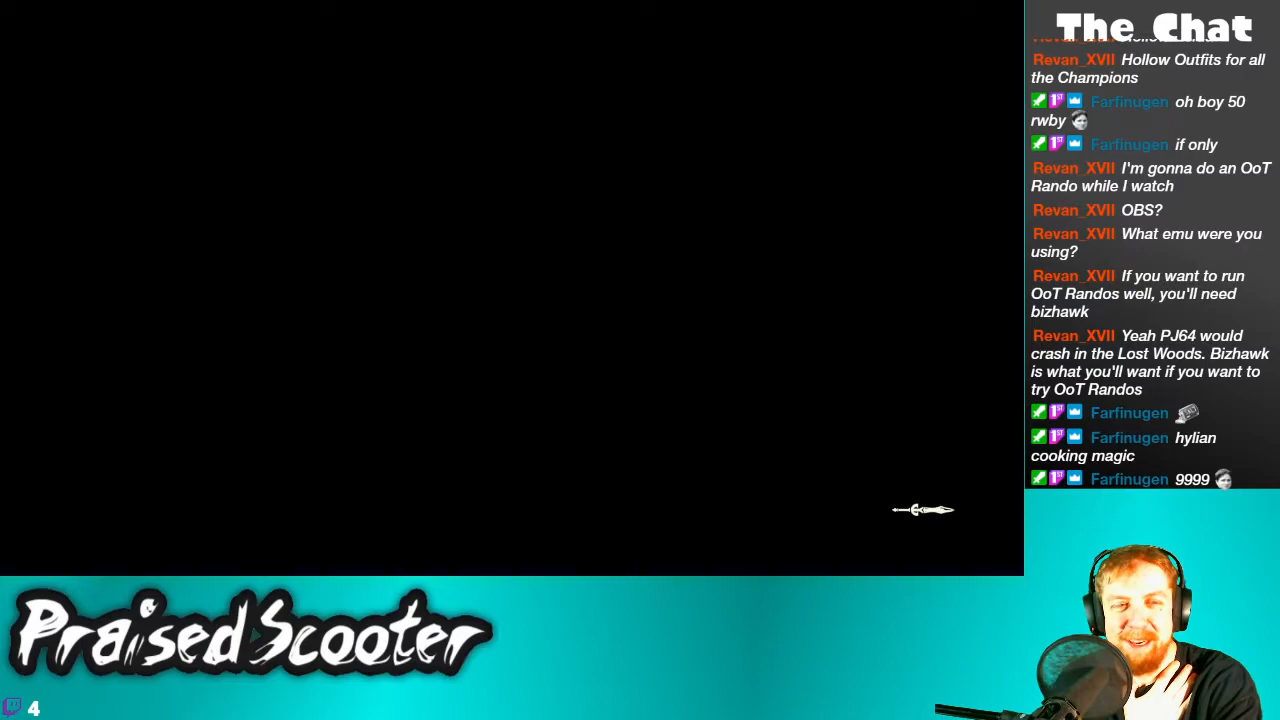 The Chat
Revan_XVII Hollow Outfits for all
the Champions
Farfinugen oh boy 50
rwby
Farfinugen if only
Revan_XVII I'm gonna do an OoT
Rando while I watch
Revan_XVII OBS?
Revan_XVII What emu were you
using?
Revan_XVII If you want to run
OoT Randos well, you'll need
bizhawk
Revan_XVII Yeah PJ64 would
crash in the Lost Woods. Bizhawk
is what you'll want if you want to
try OoT Randos
Farfinugen
Farfinugen hylian
cooking magic
Farfinugen 9999
PraisedScooter
4